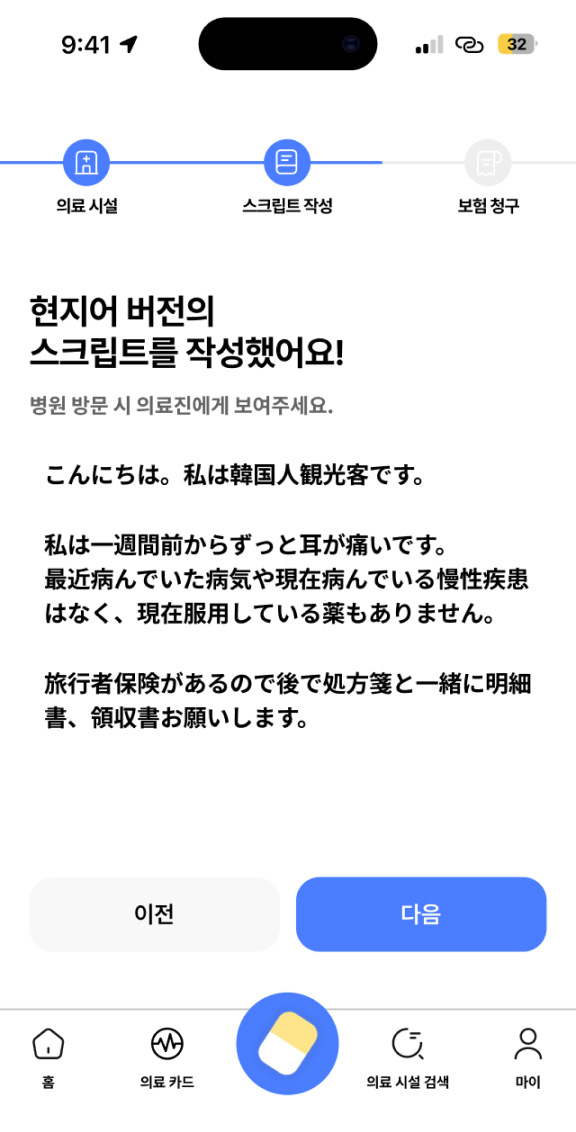 9:41
32
의료 시설
스크립트 작성
보험 청구
현지어 버전의
스크립트를 작성했어요!
병원 방문 시 의료진에게 보여주세요.
こんにちは。私は韓国人観光客です。
私は一週間前からずっと耳が痛いです。
最近病んでいた病気や現在病んでいる慢性疾患
はなく、現在服用している薬もありません。
旅行者保険があるので後で処方箋と一緒に明細
書、領収書お願いします。
이전
다음
홈
의료 카드
의료 시설 검색
마이